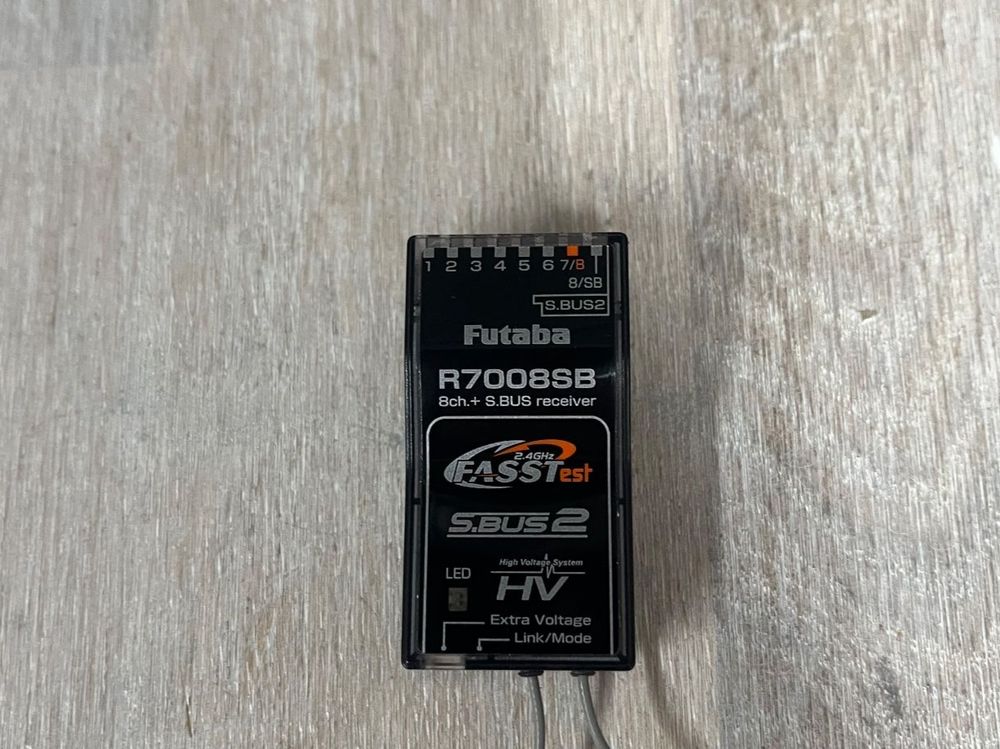 1 2 3 4 5 6 7/B
8/SB
S.BUS2
Futaba
R7008SB
8ch.+ S.BUS receiver
2.4GHz
FASSTest
S.BUS2
High Voltage System
HV
LED
Extra Voltage
Link/Mode